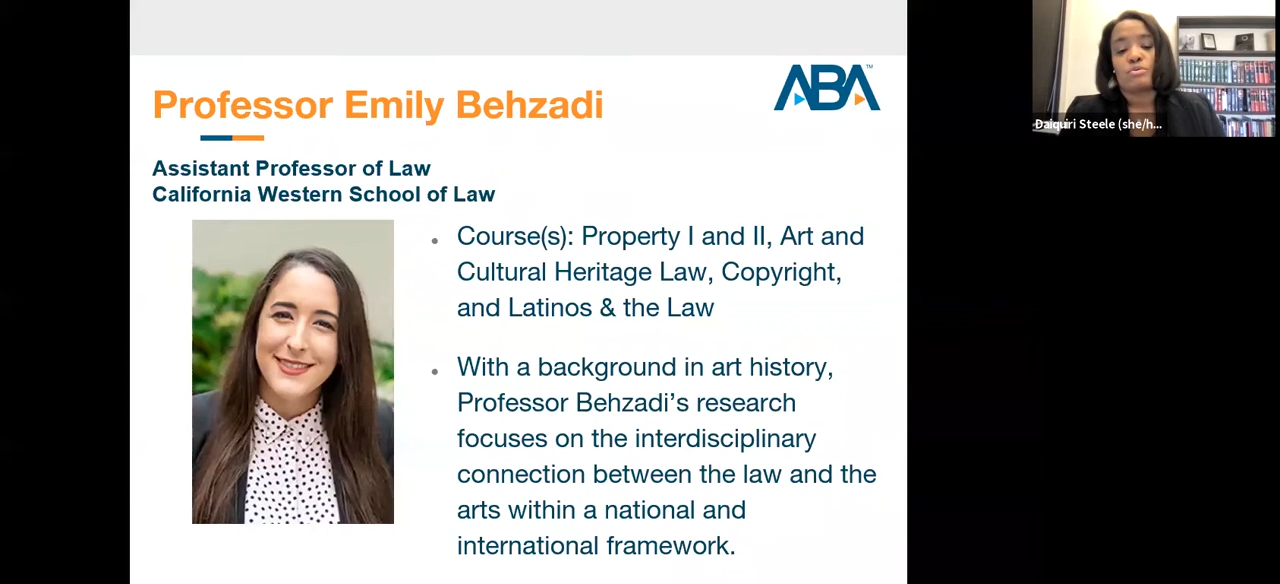 ABA™
Professor Emily Behzadi
Assistant Professor of Law
California Western School of Law
• Course(s): Property I and II, Art and
Cultural Heritage Law, Copyright,
and Latinos & the Law
• With a background in art history,
Professor Behzadi’s research
focuses on the interdisciplinary
connection between the law and the
arts within a national and
international framework.
Daiquiri Steele (she/h...